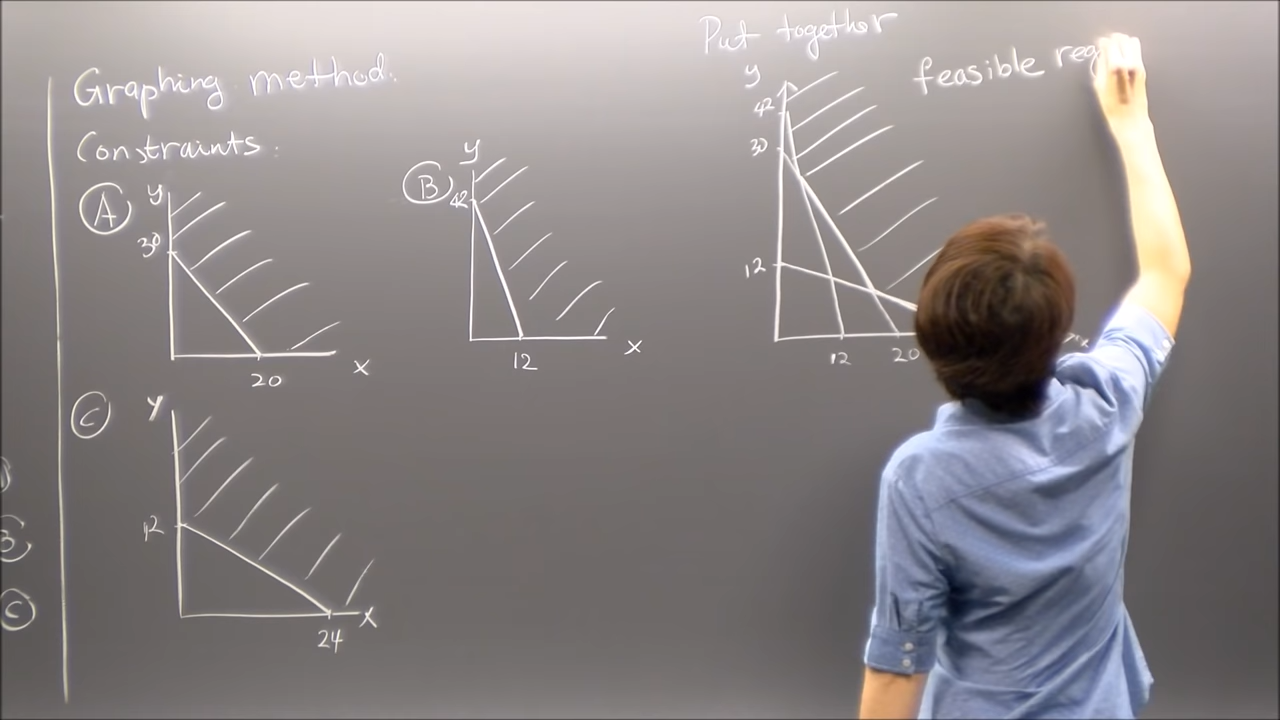 Graphing method.
Constraints:
A
y
30
20
x
B
y
42
12
x
C
y
12
24
x
Put together
feasible reg
y
42
30
12
12
20
B
C